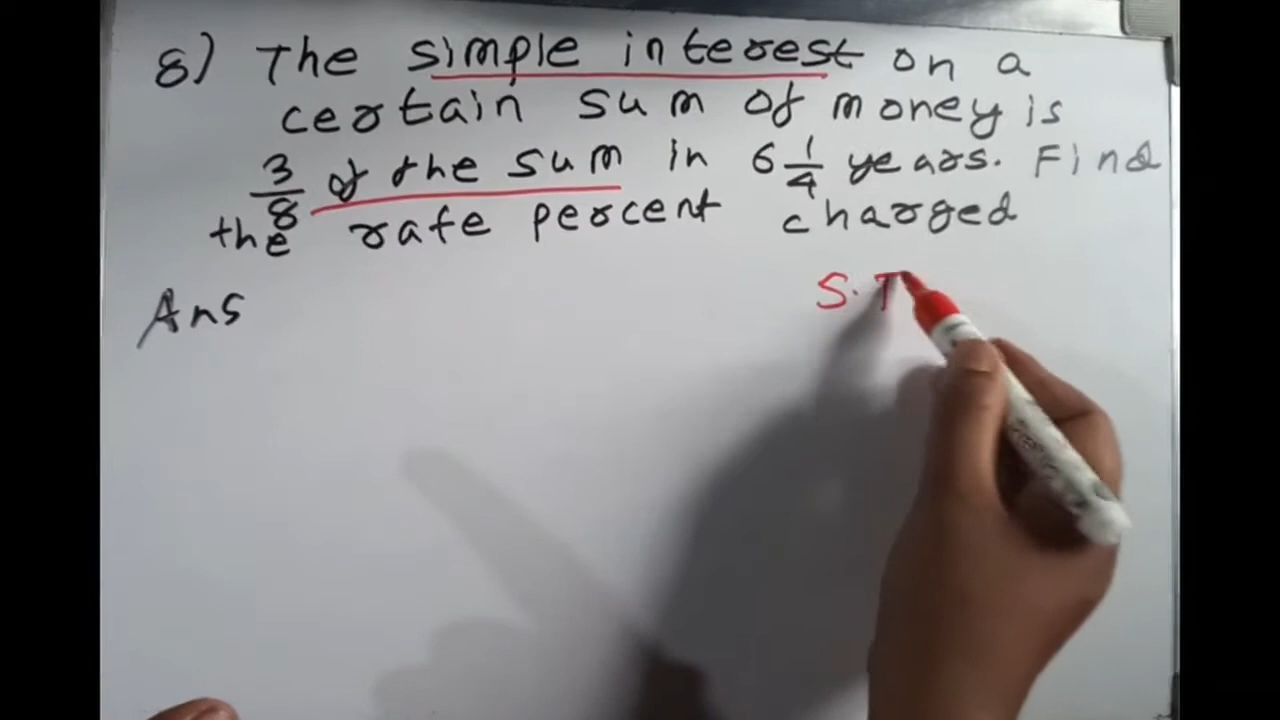 8) The simple interest on a
certain sum of money is
3/8 of the sum in 6 1/4 years. Find
the rate percent charged
Ans
S.I